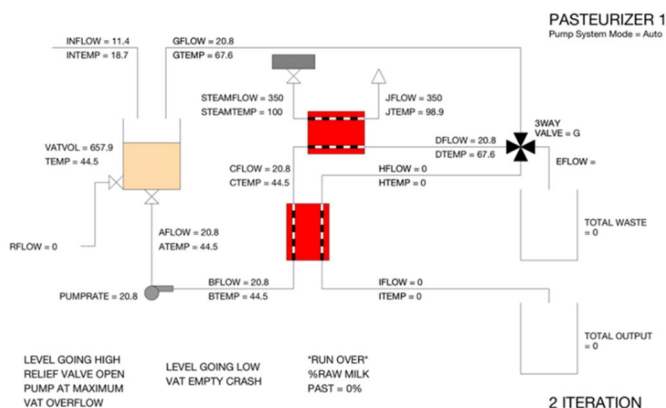 PASTEURIZER 1
Pump System Mode = Auto
INFLOW = 11.4
INTEMP = 18.7
GFLOW = 20.8
GTEMP = 67.6
STEAMFLOW = 350
STEAMTEMP = 100
JFLOW = 350
JTEMP = 98.9
3WAY
VALVE = G
VATVOL = 657.9
TEMP = 44.5
DFLOW = 20.8
DTEMP = 67.6
EFLOW =
CFLOW = 20.8
CTEMP = 44.5
HFLOW = 0
HTEMP = 0
TOTAL WASTE
= 0
RFLOW = 0
AFLOW = 20.8
ATEMP = 44.5
BFLOW = 20.8
BTEMP = 44.5
IFLOW = 0
ITEMP = 0
PUMPRATE = 20.8
TOTAL OUTPUT
= 0
LEVEL GOING HIGH
RELIEF VALVE OPEN
PUMP AT MAXIMUM
VAT OVERFLOW
LEVEL GOING LOW
VAT EMPTY CRASH
"RUN OVER"
%RAW MILK
PAST = 0%
2 ITERATION